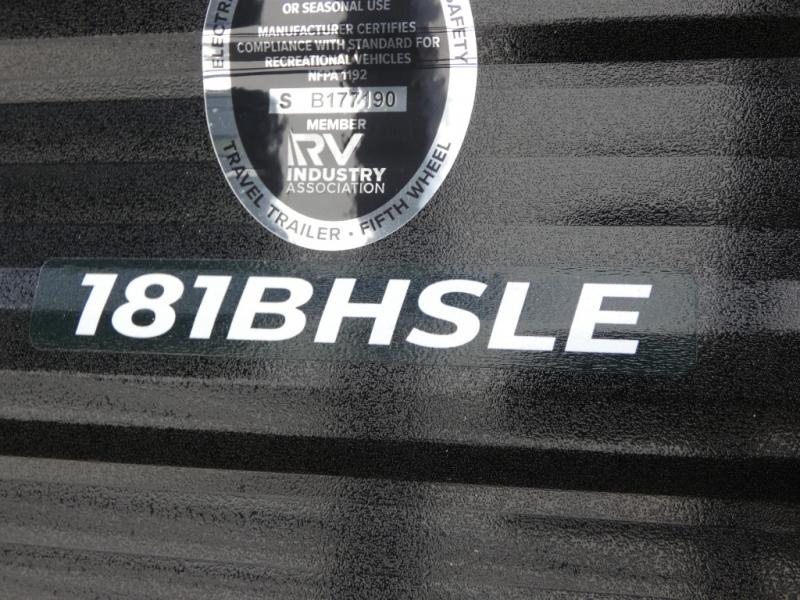 OR SEASONAL USE
MANUFACTURER CERTIFIES
COMPLIANCE WITH STANDARD FOR
RECREATIONAL VEHICLES
NFPA 1192
S B177190
MEMBER
RV
INDUSTRY
ASSOCIATION
SAFETY
TRAVEL TRAILER • FIFTH WHEEL
181BHSLE